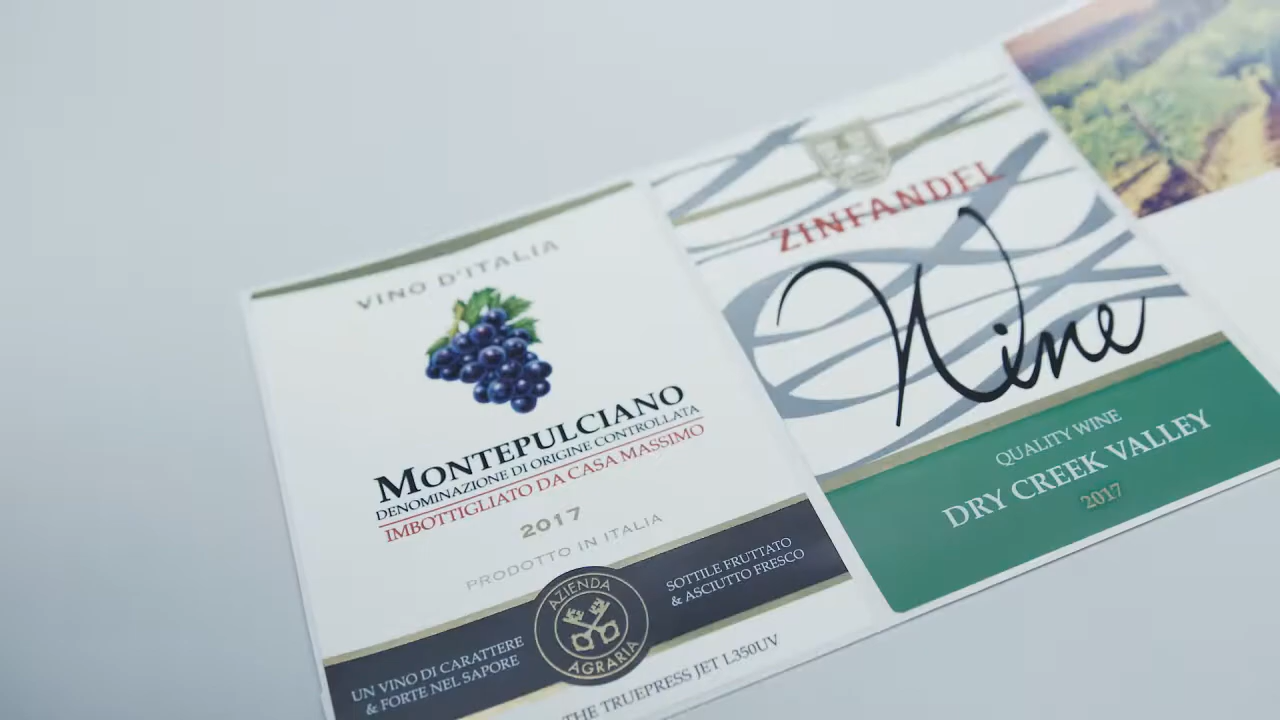 VINO D'ITALIA
MONTEPULCIANO
DENOMINAZIONE DI ORIGINE CONTROLLATA
IMBOTTIGLIATO DA CASA MASSIMO
2017
PRODOTTO IN ITALIA
UN VINO DI CARATTERE
& FORTE NEL SAPORE
AZIENDA
AGRARIA
SOTTILE FRUTTATO
& ASCIUTTO FRESCO
THE TRUEPRESS JET L350UV
ZINFANDEL
Wine
QUALITY WINE
DRY CREEK VALLEY
2017